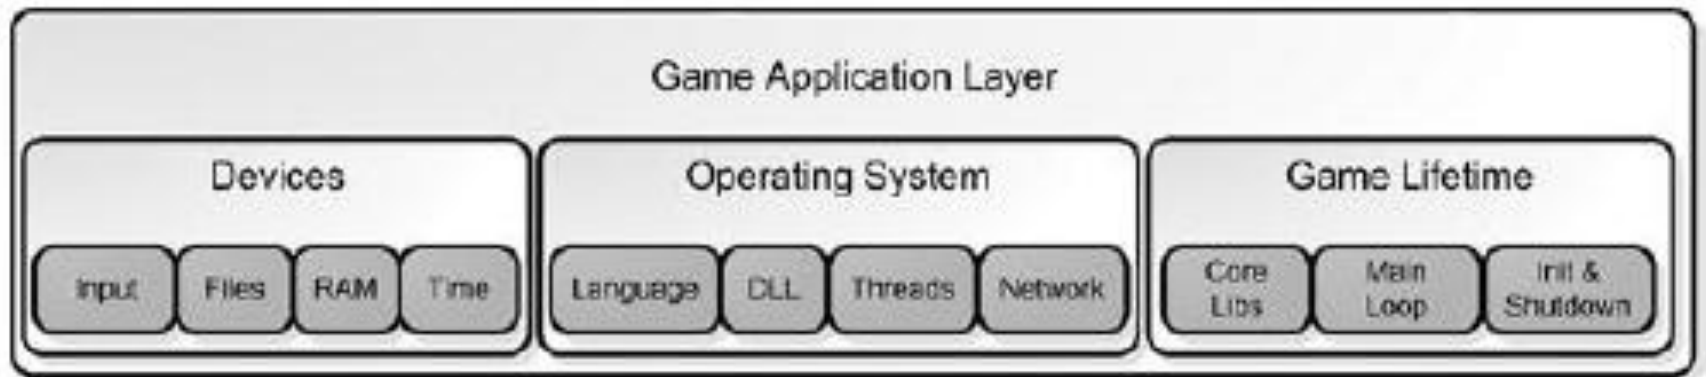 Game Application Layer
Devices
Operating System
Game Lifetime
Input
Files
RAM
Time
Language
DLL
Threads
Network
Core
Libs
Main
Loop
Init &
Shutdown